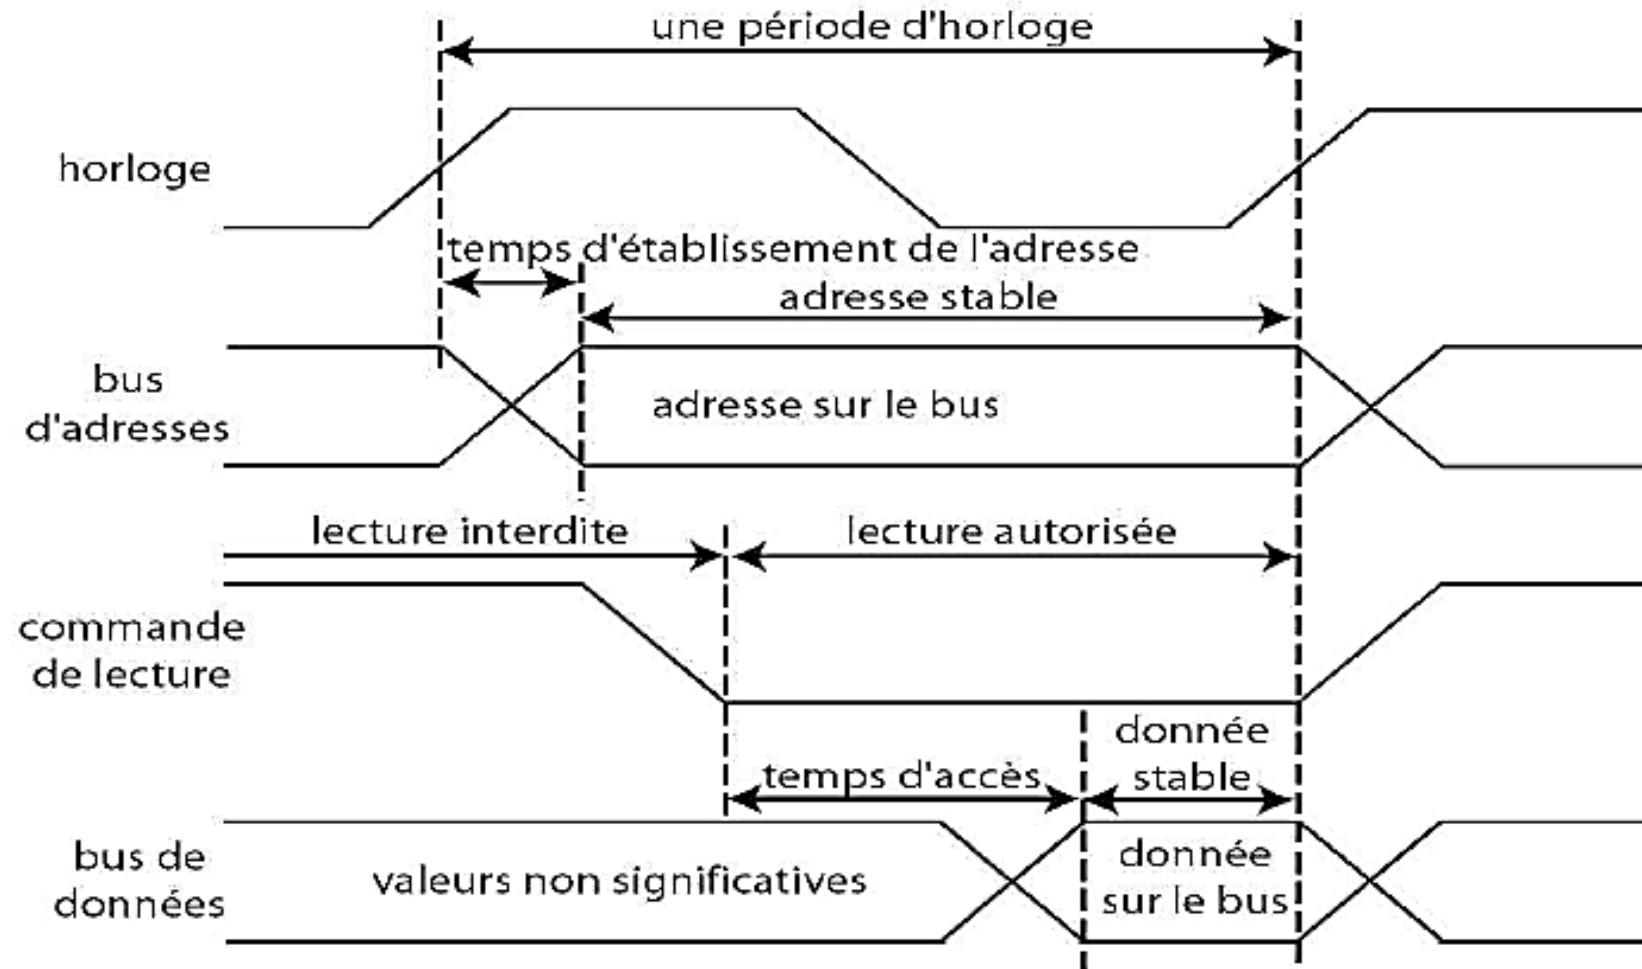 une période d'horloge
horloge
temps d'établissement de l'adresse
adresse stable
bus
d'adresses
adresse sur le bus
lecture interdite
lecture autorisée
commande
de lecture
donnée
stable
temps d'accès
bus de
données
valeurs non significatives
donnée
sur le bus